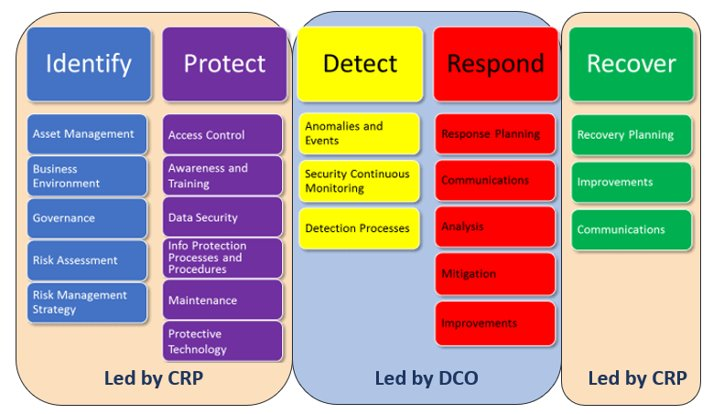 Identify
Protect
Detect
Respond
Recover
Asset Management
Business
Environment
Governance
Risk Assessment
Risk Management
Strategy
Access Control
Awareness and
Training
Data Security
Info Protection
Processes and
Procedures
Maintenance
Protective
Technology
Anomalies and
Events
Security Continuous
Monitoring
Detection Processes
Response Planning
Communications
Analysis
Mitigation
Improvements
Recovery Planning
Improvements
Communications
Led by CRP
Led by DCO
Led by CRP